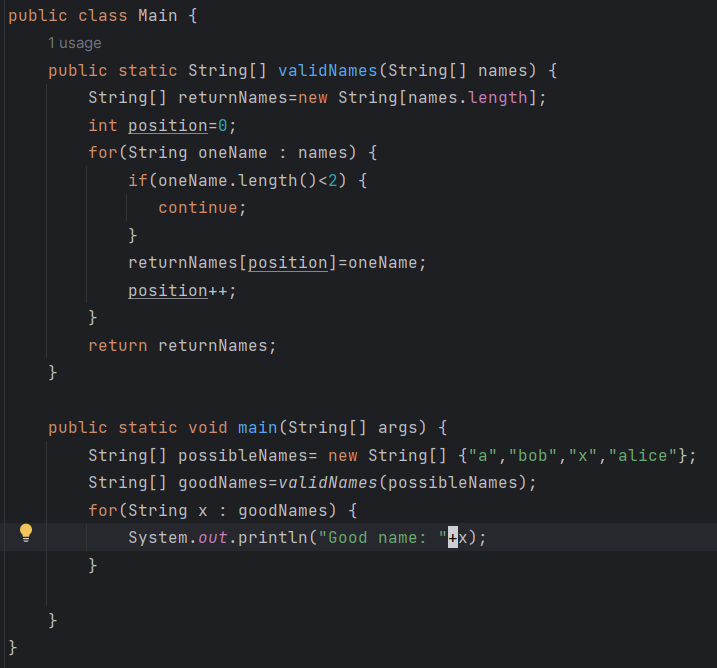 public class Main {
1 usage
public static String[] validNames(String[] names) {
String[] returnNames=new String[names.length];
int position=0;
for(String oneName : names) {
if(oneName.length()<2) {
continue;
}
returnNames[position]=oneName;
position++;
}
return returnNames;
}
public static void main(String[] args) {
String[] possibleNames= new String[] {"a","bob","x","alice"};
String[] goodNames=validNames(possibleNames);
for(String x : goodNames) {
System.out.println("Good name: "+x);
}
}
}